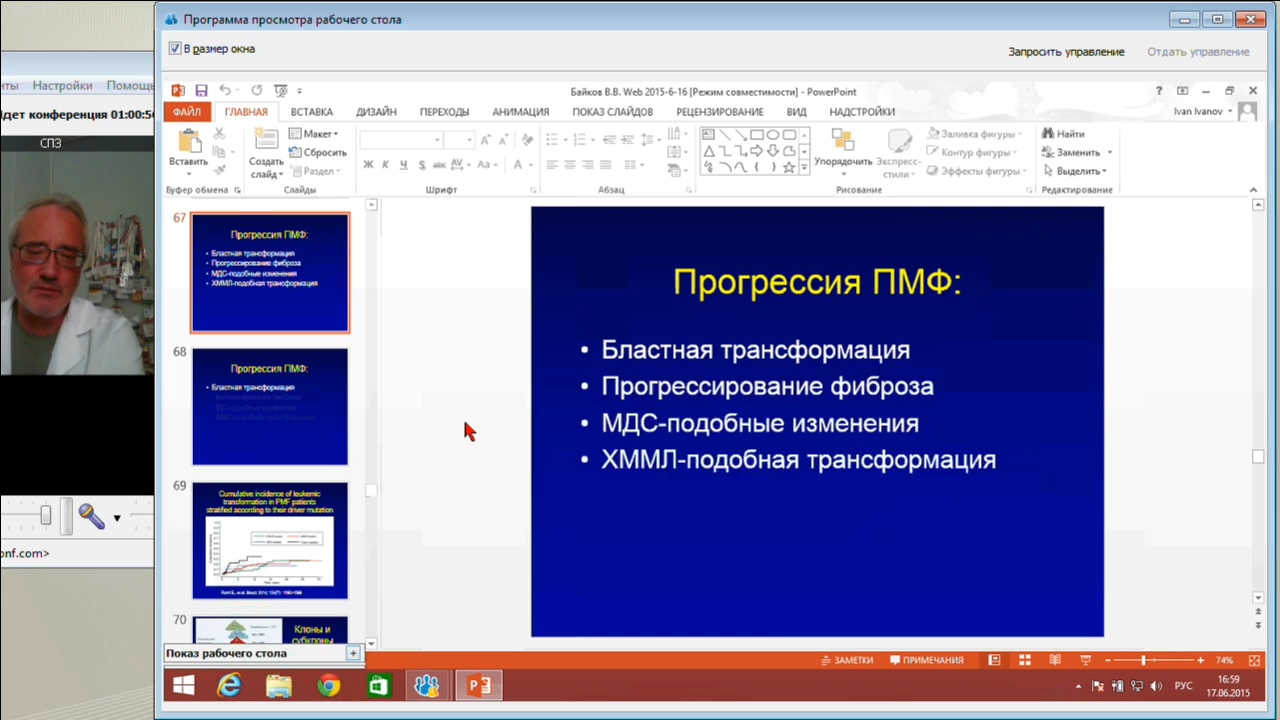 Программа просмотра рабочего стола
В размер окна
Запросить управление
Отдать управление
нты Настройки Помощь
Идет конференция 01:00:5
СПЗ
onf.com>
Байков В.В. Web 2015-6-16 [Режим совместимости] - PowerPoint
ФАЙЛ ГЛАВНАЯ ВСТАВКА ДИЗАЙН ПЕРЕХОДЫ АНИМАЦИЯ ПОКАЗ СЛАЙДОВ РЕЦЕНЗИРОВАНИЕ ВИД НАДСТРОЙКИ
Ivan Ivanov
Вставить
Создать слайд
Макет
Сбросить
Раздел
Упорядочить
Экспресс-стили
Заливка фигуры
Контур фигуры
Эффекты фигуры
Найти
Заменить
Выделить
Буфер обмена
Слайды
Шрифт
Абзац
Рисование
Редактирование
67
Прогрессия ПМФ:
• Бластная трансформация
• Прогрессирование фиброза
• МДС-подобные изменения
• ХММЛ-подобная трансформация
68
Прогрессия ПМФ:
• Бластная трансформация
69
Cumulative incidence of leukemic
transformation in PMF patients
stratified according to their driver mutation
70
Клоны и
субклоны
Прогрессия ПМФ:
• Бластная трансформация
• Прогрессирование фиброза
• МДС-подобные изменения
• ХММЛ-подобная трансформация
Показ рабочего стола
ЗАМЕТКИ
ПРИМЕЧАНИЯ
74%
РУС
16:59
17.06.2015